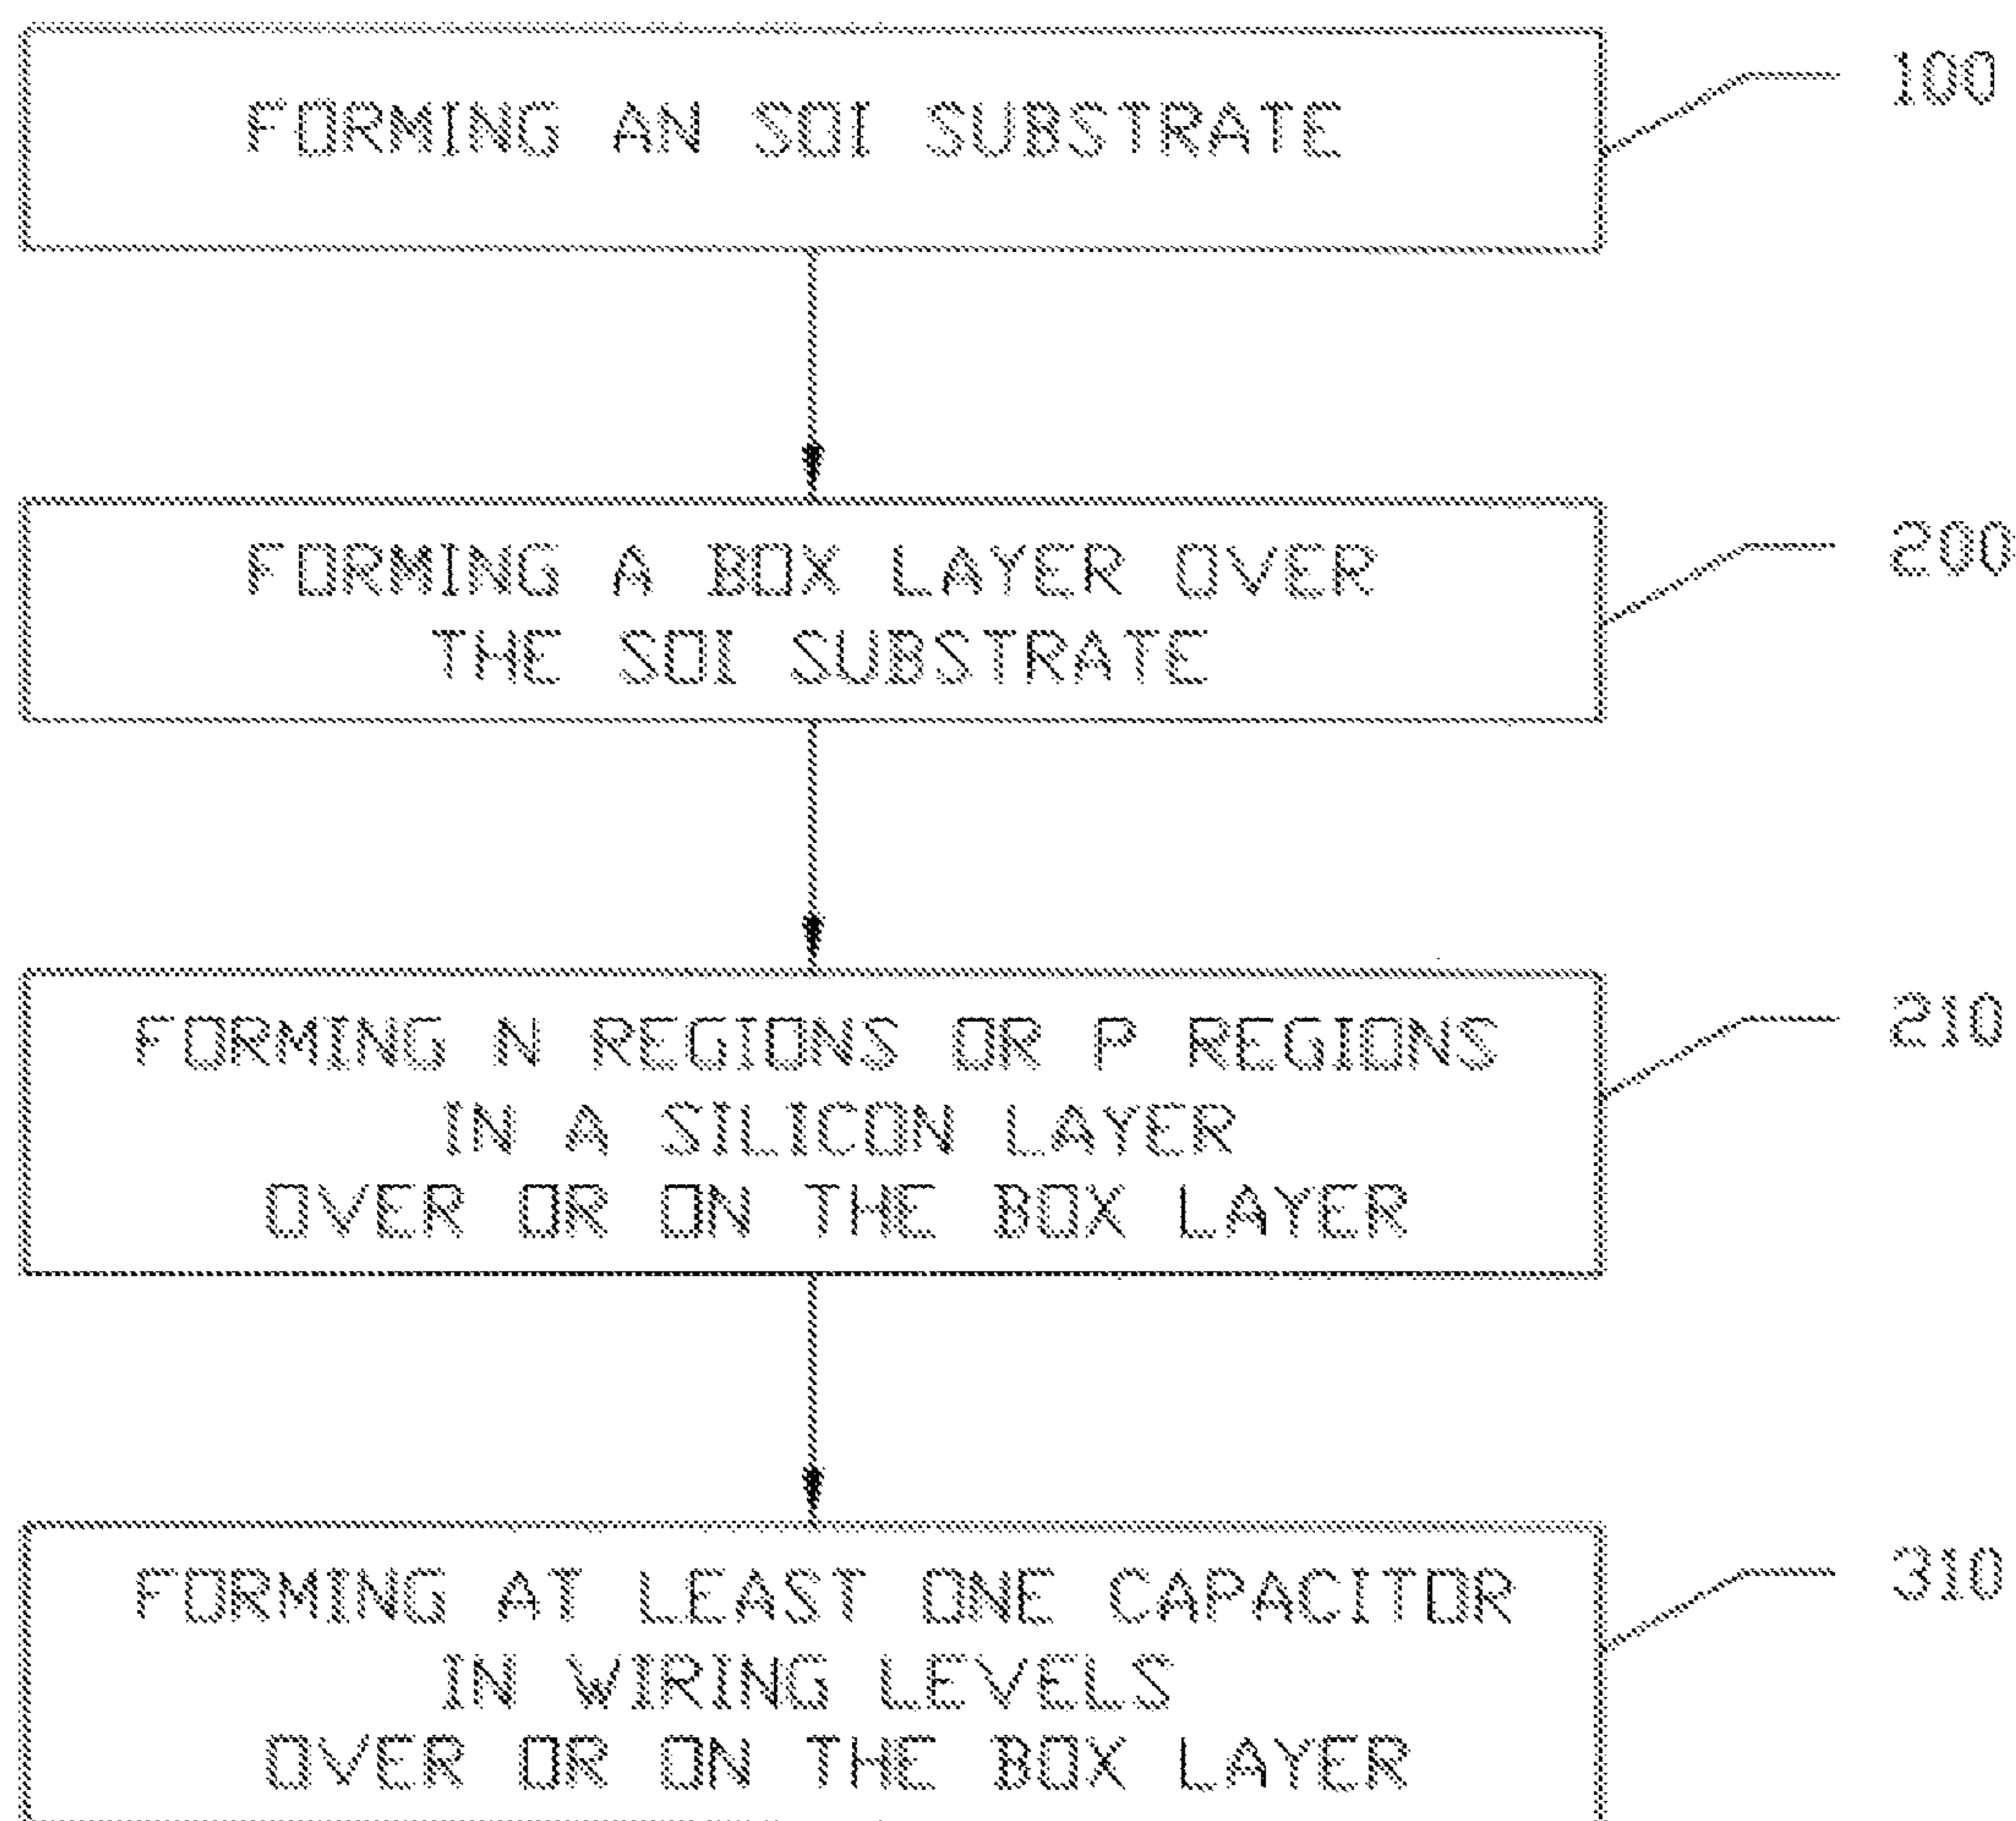 FORMING AN SOI SUBSTRATE
100
FORMING A BOX LAYER OVER
THE SOI SUBSTRATE
200
FORMING N REGIONS OR P REGIONS
IN A SILICON LAYER
OVER OR ON THE BOX LAYER
210
FORMING AT LEAST ONE CAPACITOR
IN WIRING LEVELS
OVER OR ON THE BOX LAYER
310